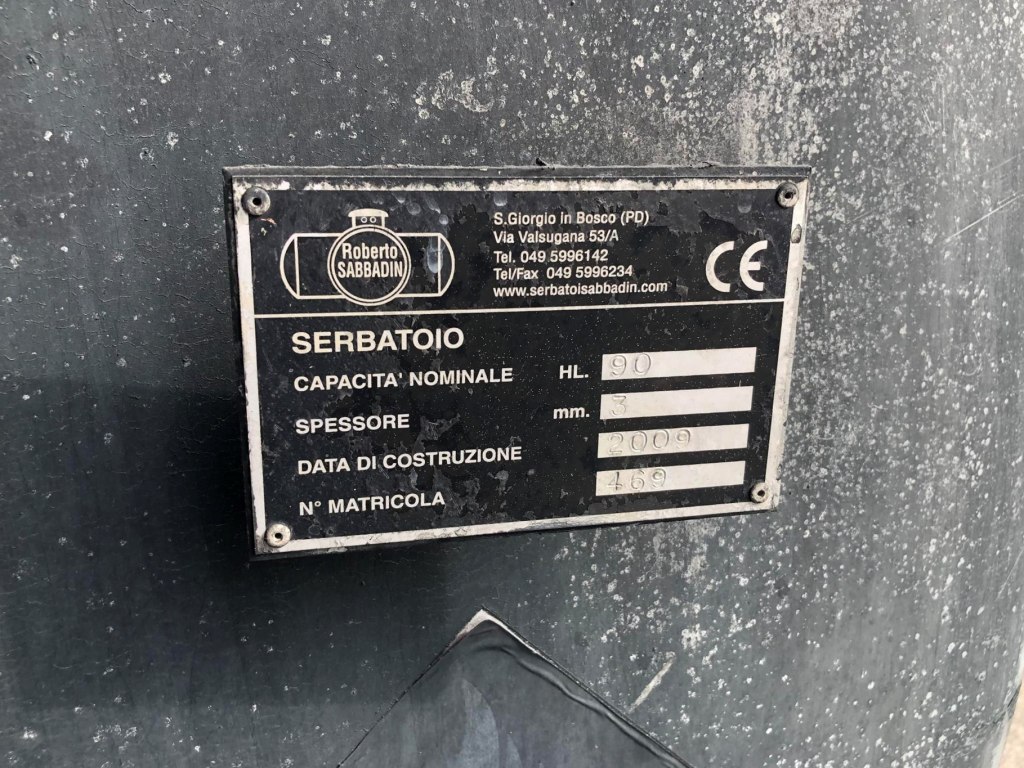 Roberto
SABBADIN
S.Giorgio in Bosco (PD)
Via Valsugana 53/A
Tel. 049 5996142
Tel/Fax 049 5996234
www.serbatoisabbadin.com
CE
SERBATOIO
CAPACITA' NOMINALE HL. 90
SPESSORE mm. 3
DATA DI COSTRUZIONE 2009
N° MATRICOLA 469